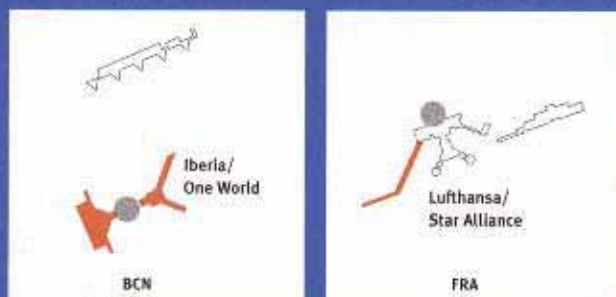 Iberia/
One World
BCN
Lufthansa/
Star Alliance
FRA